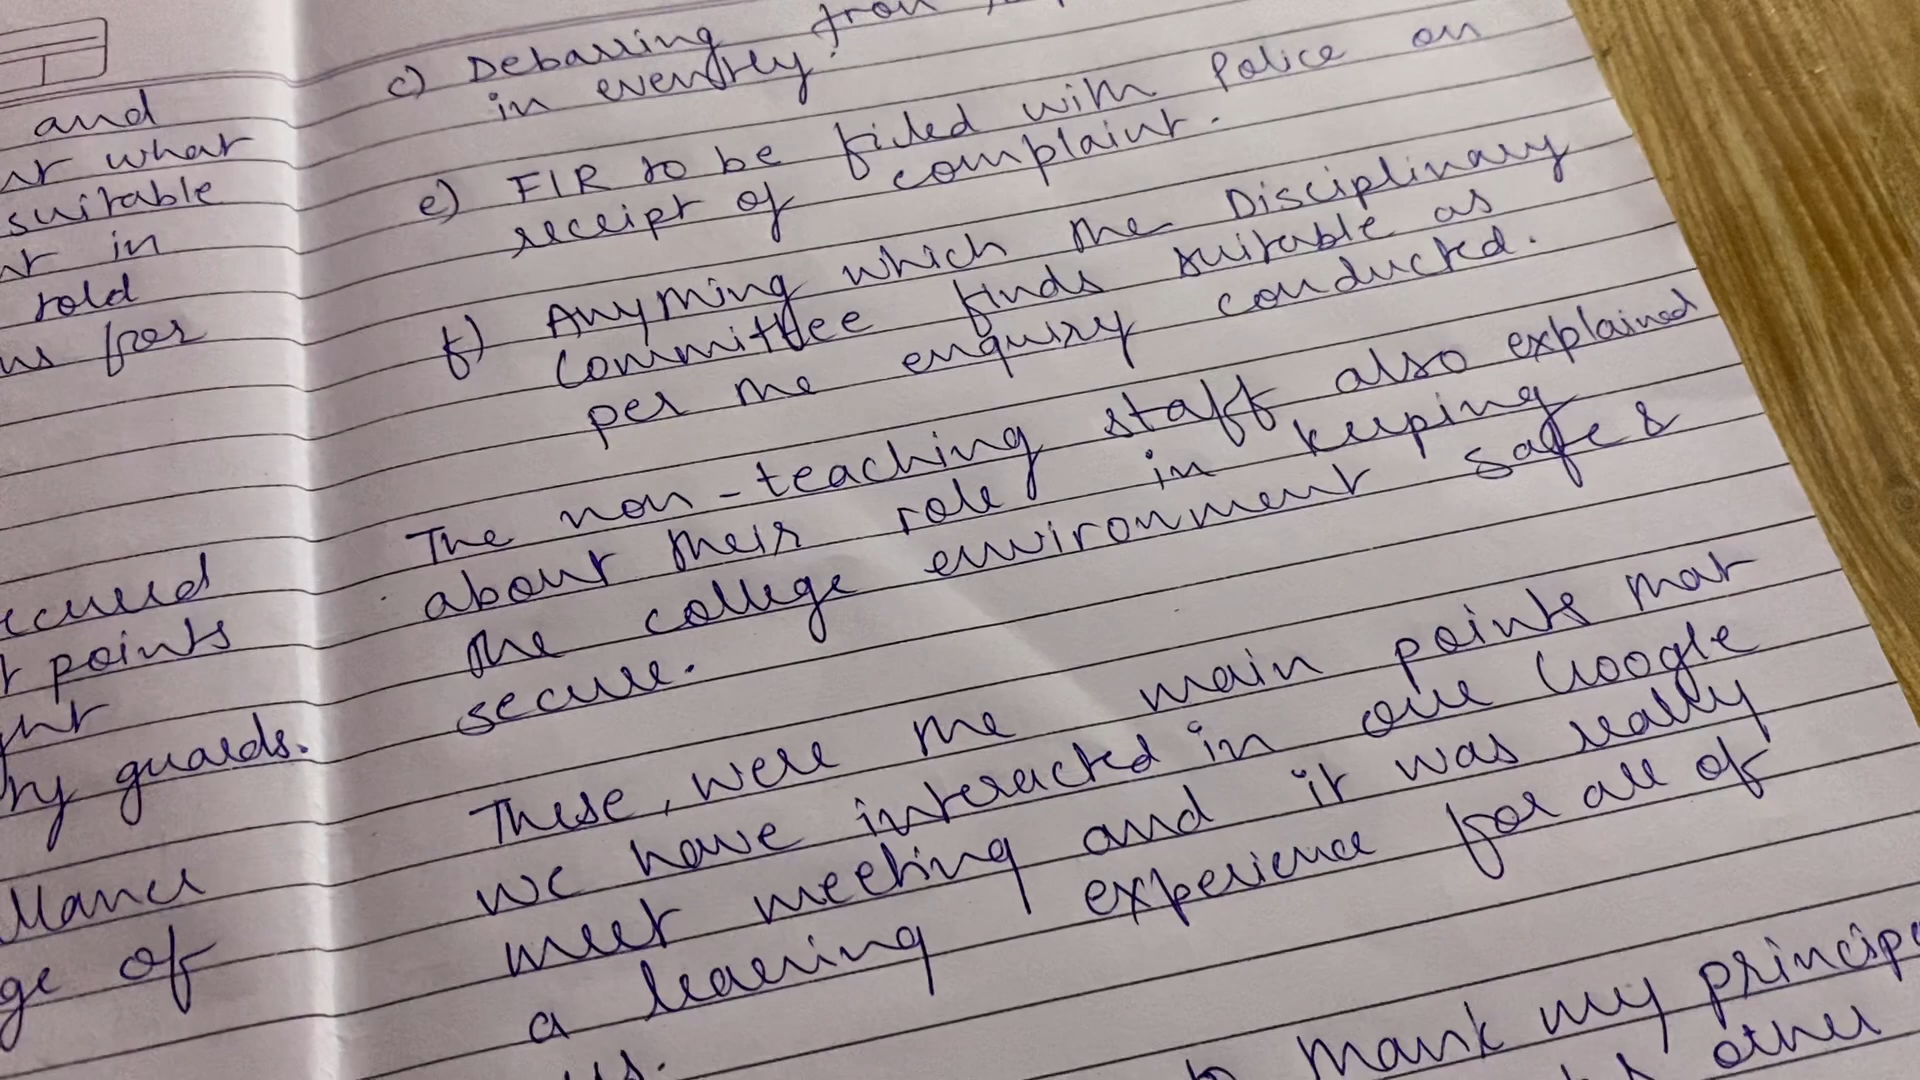 and
what
suitable
in
told
for
points
guards.
of
c) Debarring from
in every
e) FIR to be filed with Police on
receipt of complaint.
f) Anything which the Disciplinary
Committee finds suitable as
per the enquiry conducted.
The non-teaching staff also explained
about their role in keeping
the college environment safe &
secure.
These, were the main points that
we have interacted in our Google
meet meeting and it was really
a learning experience for all of
us.
thank my
other